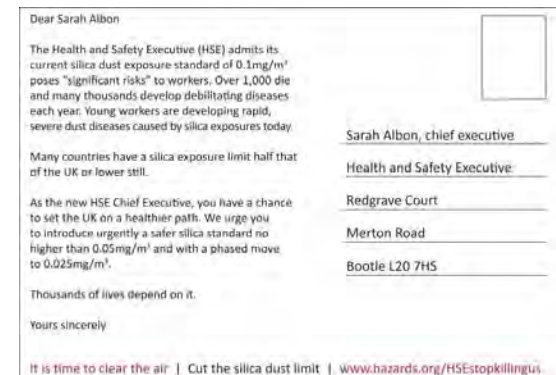 Dear Sarah Albon
The Health and Safety Executive (HSE) admits its
current silica dust exposure standard of 0.1mg/m³
poses "significant risks" to workers. Over 1,000 die
and many thousands develop debilitating diseases
each year. Young workers are developing rapid,
severe dust diseases caused by silica exposures today.
Many countries have a silica exposure limit half that
of the UK or lower still.
As the new HSE Chief Executive, you have a chance
to set the UK on a healthier path. We urge you
to introduce urgently a safer silica standard no
higher than 0.05mg/m³ and with a phased move
to 0.025mg/m³.
Thousands of lives depend on it.
Yours sincerely
Sarah Albon, chief executive
Health and Safety Executive
Redgrave Court
Merton Road
Bootle L20 7HS
It is time to clear the air | Cut the silica dust limit | www.hazards.org/HSEstopkillingus